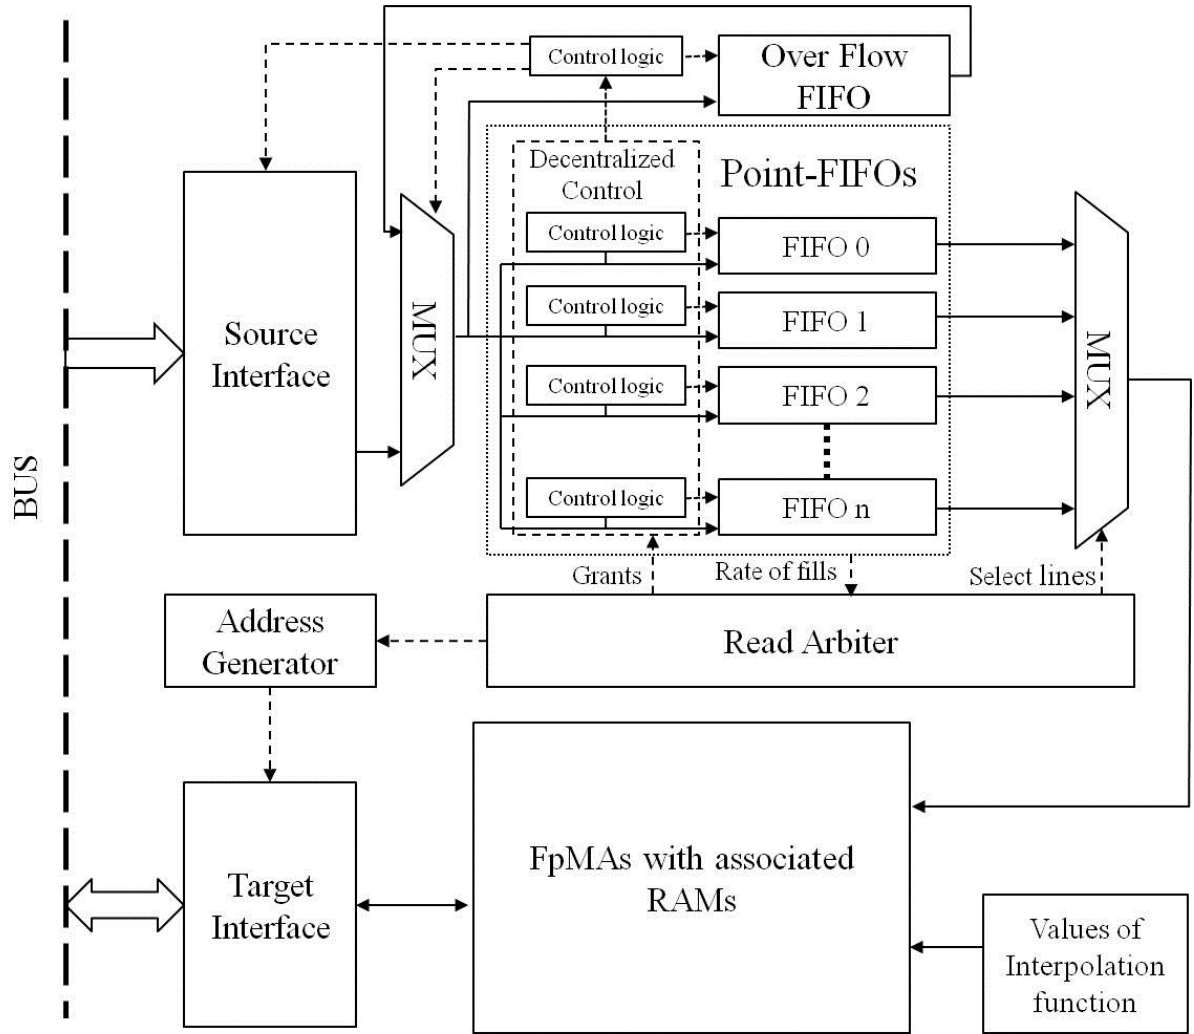 Control logic
Over Flow
FIFO
Decentralized
Control
Point-FIFOs
Control logic
FIFO 0
Control logic
FIFO 1
Control logic
FIFO 2
Control logic
FIFO n
Source
Interface
MUX
MUX
BUS
Grants
Rate of fills
Select lines
Address
Generator
Read Arbiter
FpMAs with associated
RAMs
Target
Interface
Values of
Interpolation
function